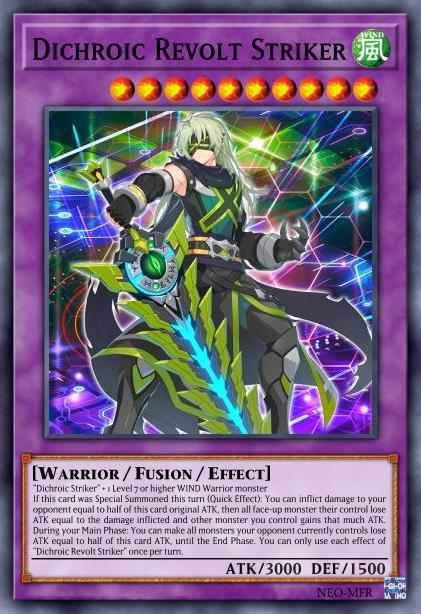 Dichroic Revolt Striker
WIND
風
[Warrior / Fusion / Effect]
"Dichroic Striker" + 1 Level 7 or higher WIND Warrior monster
If this card was Special Summoned this turn (Quick Effect): You can inflict damage to your
opponent equal to half of this card original ATK, then all face-up monster their control lose
ATK equal to the damage inflicted and other monster you control gains that much ATK.
During your Main Phase: You can make all monsters your opponent currently controls lose
ATK equal to half of this card ATK, until the End Phase. You can only use each effect of
"Dichroic Revolt Striker" once per turn.
ATK/3000 DEF/1500
NEO-MFR